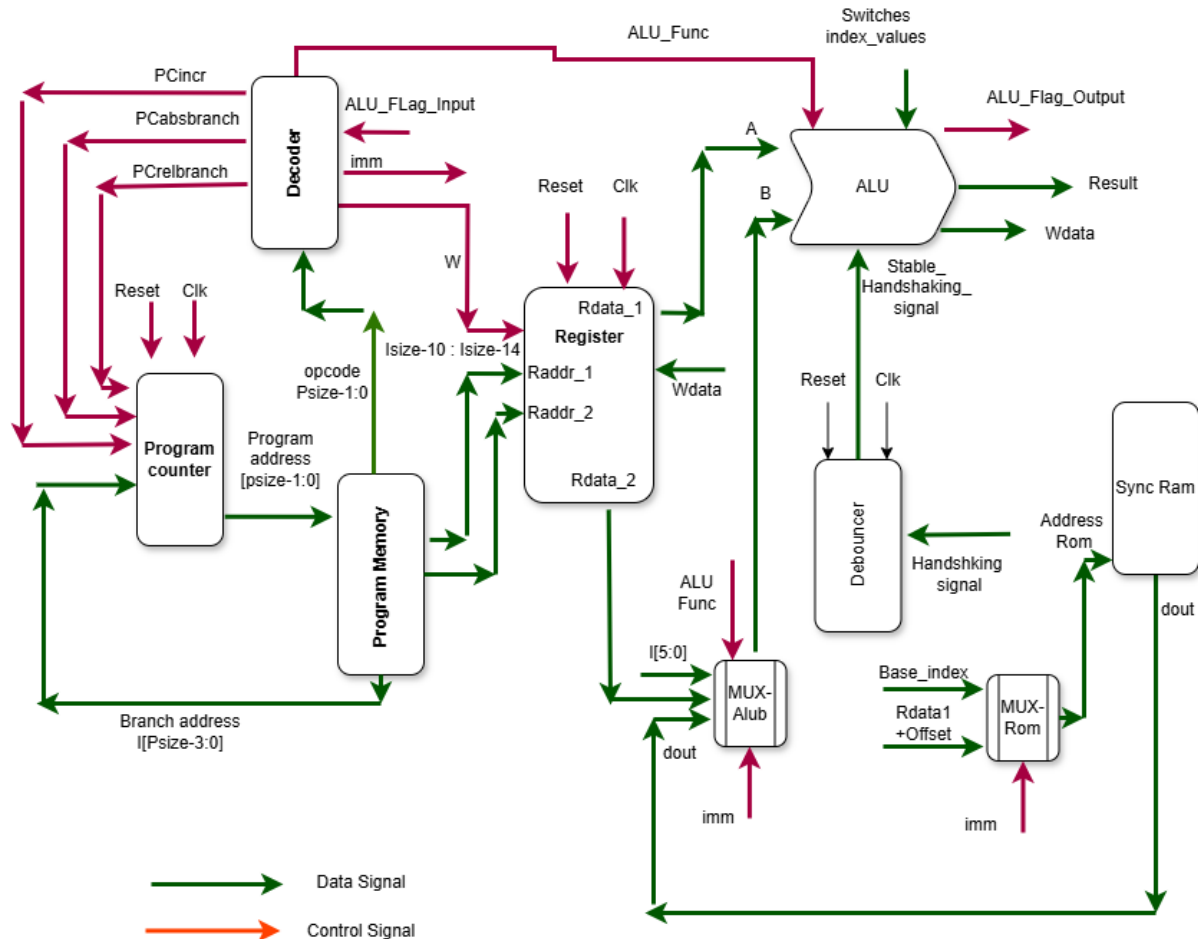 Switches
index_values
ALU_Func
PCincr
ALU_FLag_Input
ALU_Flag_Output
PCabsbranch
Decoder
A
imm
PCrelbranch
ALU
Result
Reset
Clk
B
Wdata
W
Stable_
Handshaking_
signal
Reset
Clk
Rdata_1
Register
Isize-10 : Isize-14
opcode
Psize-1:0
Raddr_1
Wdata
Reset
Clk
Raddr_2
Program
counter
Program
address
[psize-1:0]
Rdata_2
Sync Ram
Program Memory
Debouncer
Address
Rom
Handshking
signal
ALU
Func
dout
I[5:0]
Base_index
MUX-
Alub
MUX-
Rom
Rdata1
+Offset
Branch address
I[Psize-3:0]
dout
imm
imm
Data Signal
Control Signal